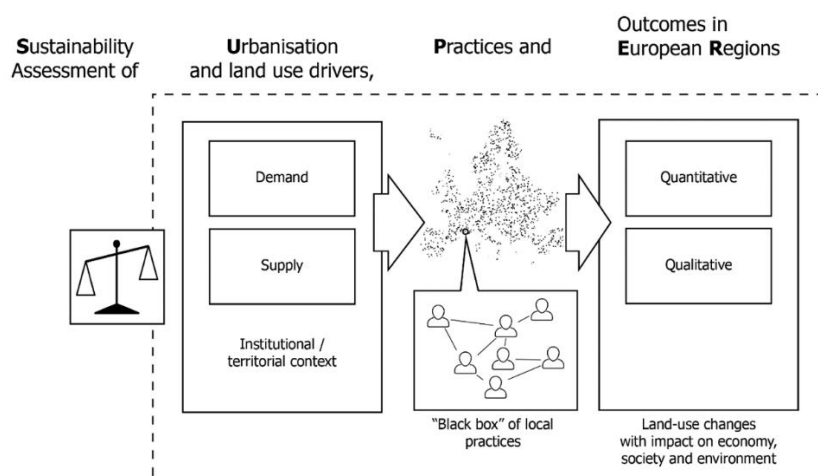 Sustainability
Assessment of
Urbanisation
and land use drivers,
Practices and
Outcomes in
European Regions
Demand
Supply
Institutional /
territorial context
"Black box" of local
practices
Quantitative
Qualitative
Land-use changes
with impact on economy,
society and environment